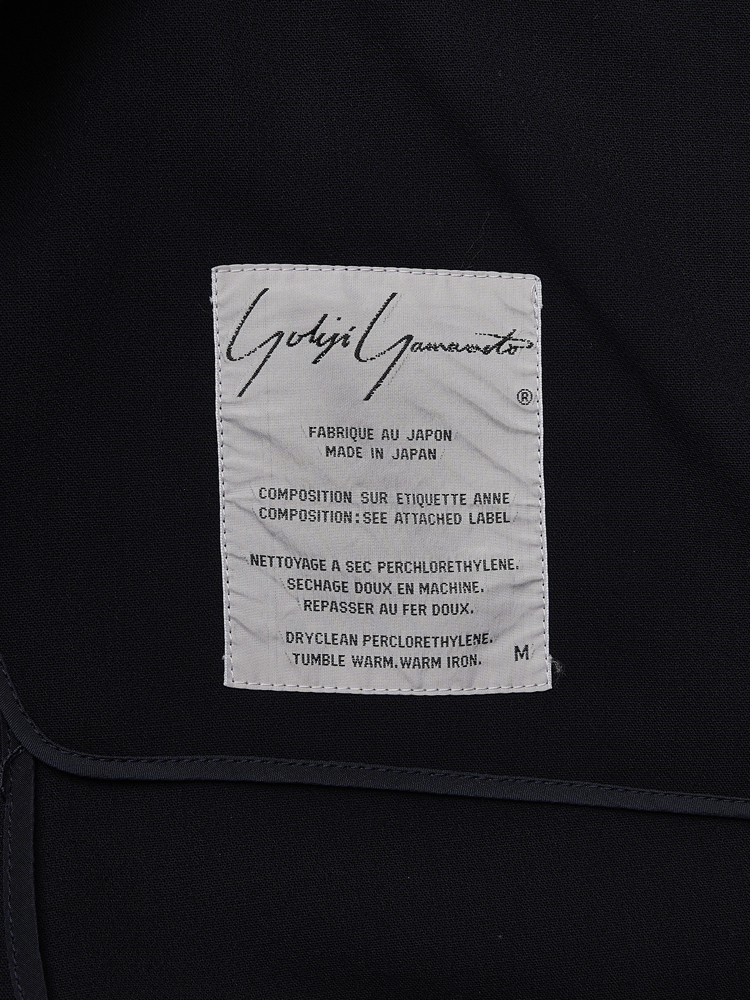 Yohji Yamamoto
®
FABRIQUE AU JAPON
MADE IN JAPAN
COMPOSITION SUR ETIQUETTE ANNE
COMPOSITION:SEE ATTACHED LABEL
NETTOYAGE A SEC PERCHLORETHYLENE.
SECHAGE DOUX EN MACHINE.
REPASSER AU FER DOUX.
DRYCLEAN PERCLORETHYLENE.
TUMBLE WARM.WARM IRON.
M